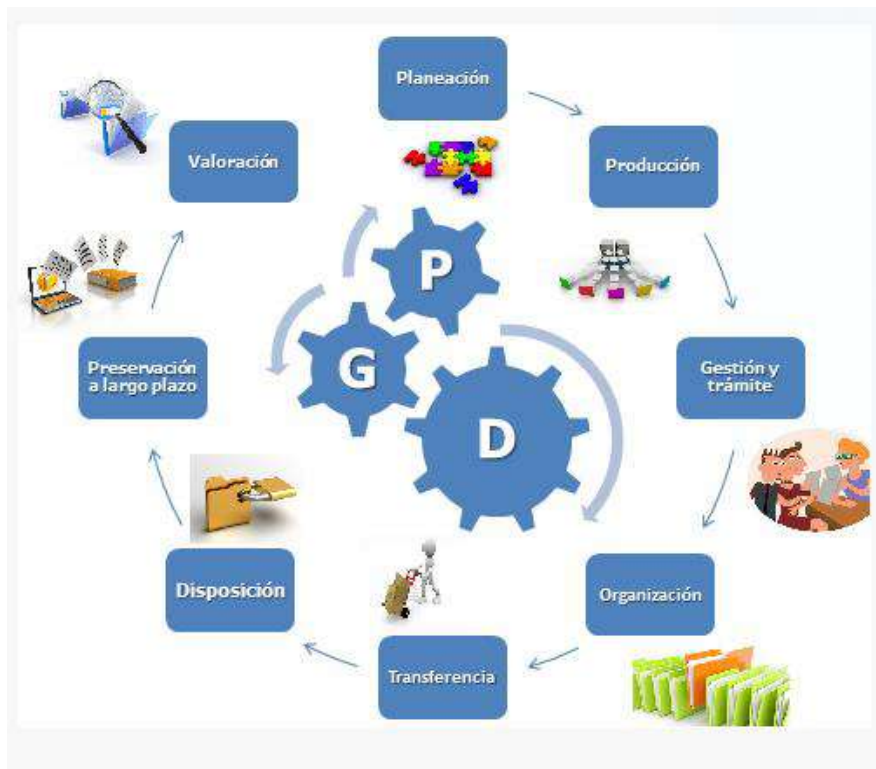 Planeación
Producción
Gestión y
trámite
Organización
Transferencia
Disposición
Preservación
a largo plazo
Valoración
P
G
D